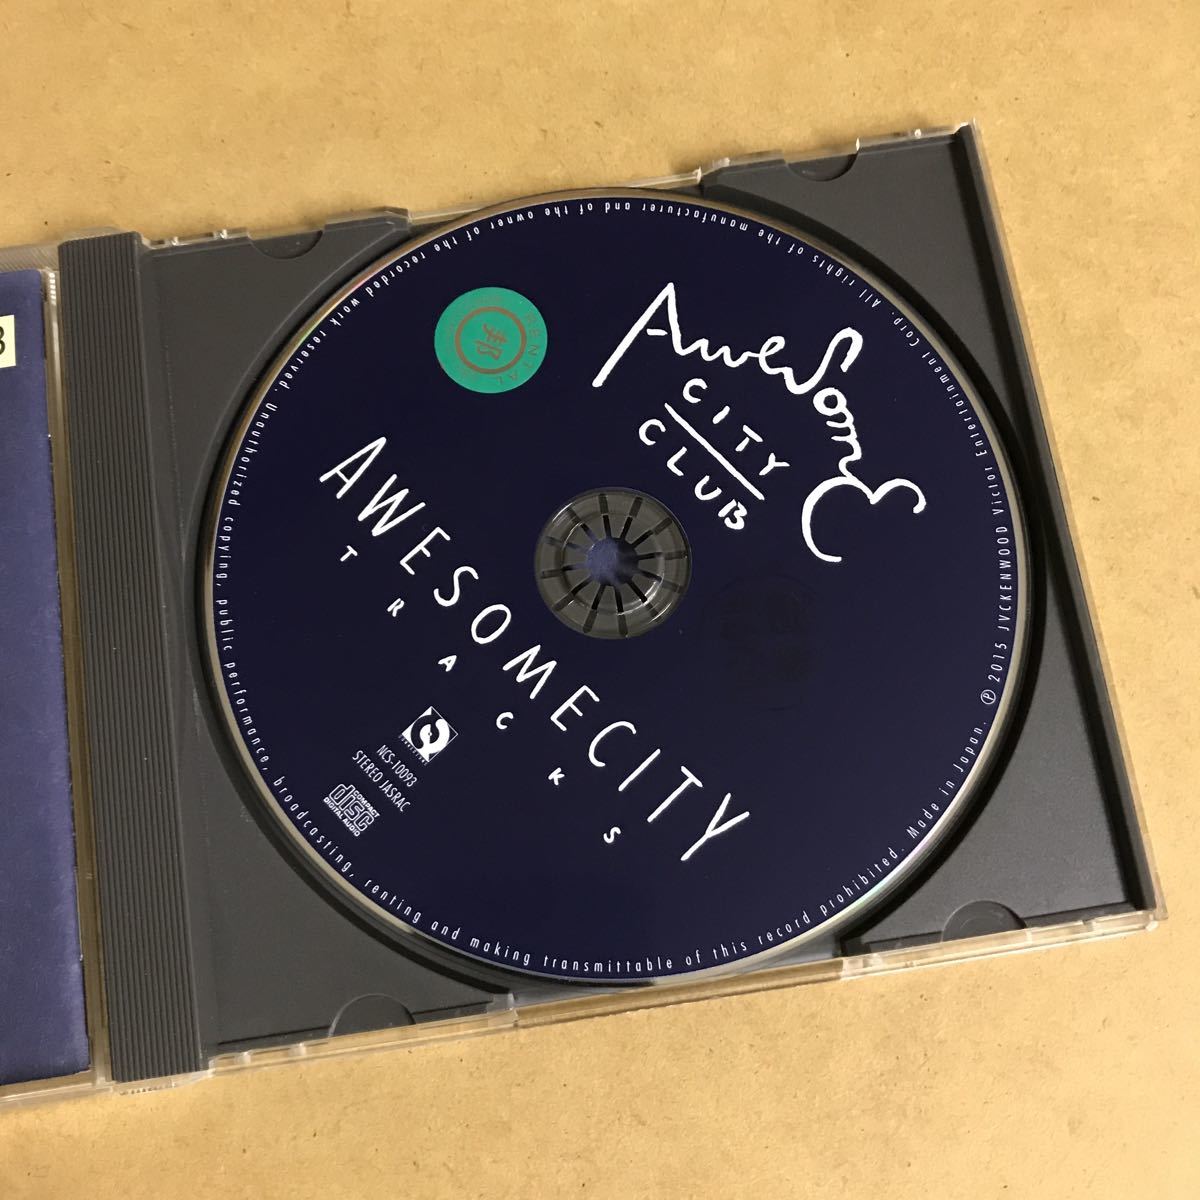 AwesomE
CITY
CLUB
RENTAL
AWESOMECITY
TRACKS
NCS-10093
STEREO JASRAC
COMPACT
disc
DIGITAL AUDIO
All rights of the manufacturer and of the owner of the recorded work reserved. Unauthorized copying, public performance, broadcasting, renting and making transmittable of this record prohibited. Made in Japan. ℗ 2015 JVCKENWOOD Victor Entertainment Corp.
3